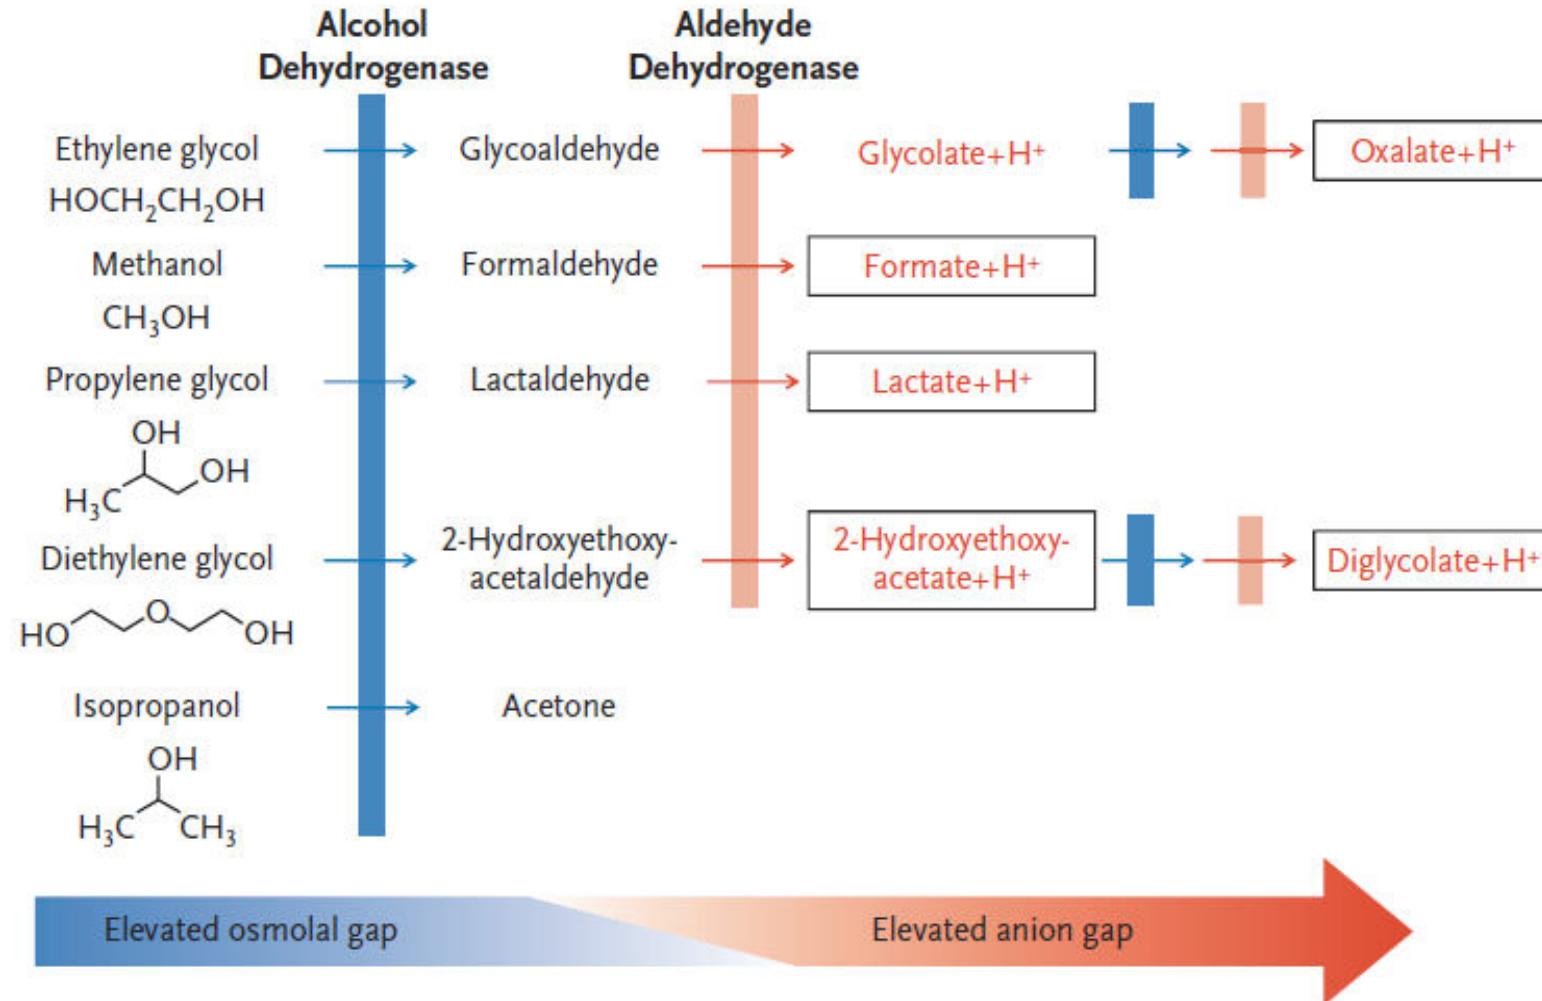 Alcohol
Dehydrogenase
Aldehyde
Dehydrogenase
Ethylene glycol
HOCH₂CH₂OH
Glycoaldehyde
Glycolate+H⁺
Oxalate+H⁺
Methanol
CH₃OH
Formaldehyde
Formate+H⁺
Propylene glycol
OH
OH
H₃C
Lactaldehyde
Lactate+H⁺
Diethylene glycol
HO
O
OH
2-Hydroxyethoxy-
acetaldehyde
2-Hydroxyethoxy-
acetate+H⁺
Diglycolate+H⁺
Isopropanol
OH
H₃C
CH₃
Acetone
Elevated osmolal gap
Elevated anion gap